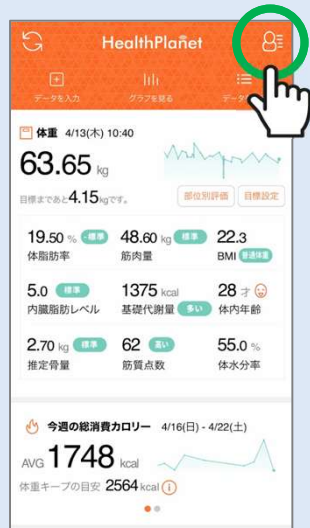 HealthPlanet
データを入力
グラフを見る
体重 4/13(木) 10:40
63.65 kg
目標まであと4.15kgです。
部位別評価
目標設定
19.50 % -標準
48.60 kg 標準
22.3
体脂肪率
筋肉量
BMI 普通体重
5.0 標準
1375 kcal
28 才
内臓脂肪レベル
基礎代謝量 多い
体内年齢
2.70 kg 標準
62 高い
55.0 %
推定骨量
筋質点数
体水分率
今週の総消費カロリー 4/16(日) - 4/22(土)
AVG 1748 kcal
体重キープの目安 2564 kcal